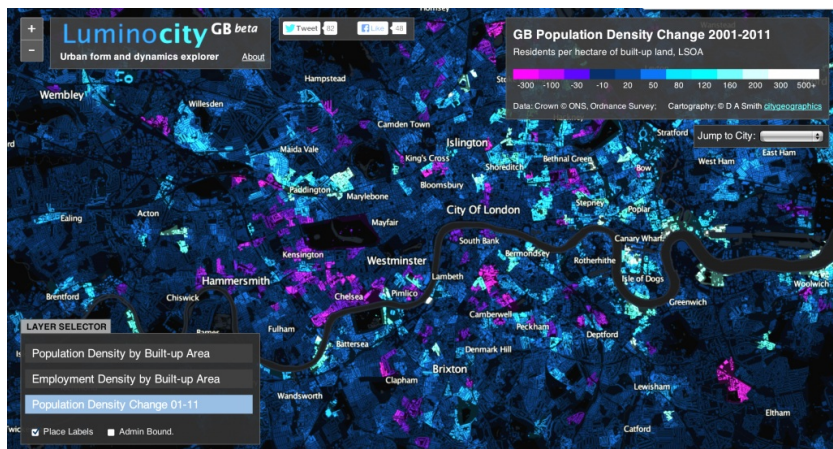 +
-
Luminocity GB beta
Urban form and dynamics explorer About
Tweet 82 Like 48
GB Population Density Change 2001-2011
Residents per hectare of built-up land, LSOA
-300 -100 -30 -10 20 50 80 120 160 200 300 500+
Data: Crown © ONS, Ordnance Survey; Cartography: © D A Smith citygeographics
Jump to City:
Hampstead
Wembley
Willesden
Camden Town
Stratford
Maida Vale
Islington
East Ham
King's Cross
Bethnal Green
West Ham
Shoreditch
Bow
Paddington
Marylebone
Bloomsbury
Stepney
Poplar
Ealing
Acton
Mayfair
City Of London
Kensington
South Bank
Canary Wharf
Westminster
Bermondsey
Rotherhithe
Hammersmith
Lambeth
Isle of Dogs
Woolwich
Brentford
Chiswick
Chelsea
Pimlico
Greenwich
Camberwell
Fulham
Peckham
Deptford
Battersea
Denmark Hill
Brixton
Clapham
Wandsworth
Lewisham
Eltham
Catford
LAYER SELECTOR
Population Density by Built-up Area
Employment Density by Built-up Area
Population Density Change 01-11
Place Labels Admin Bound.